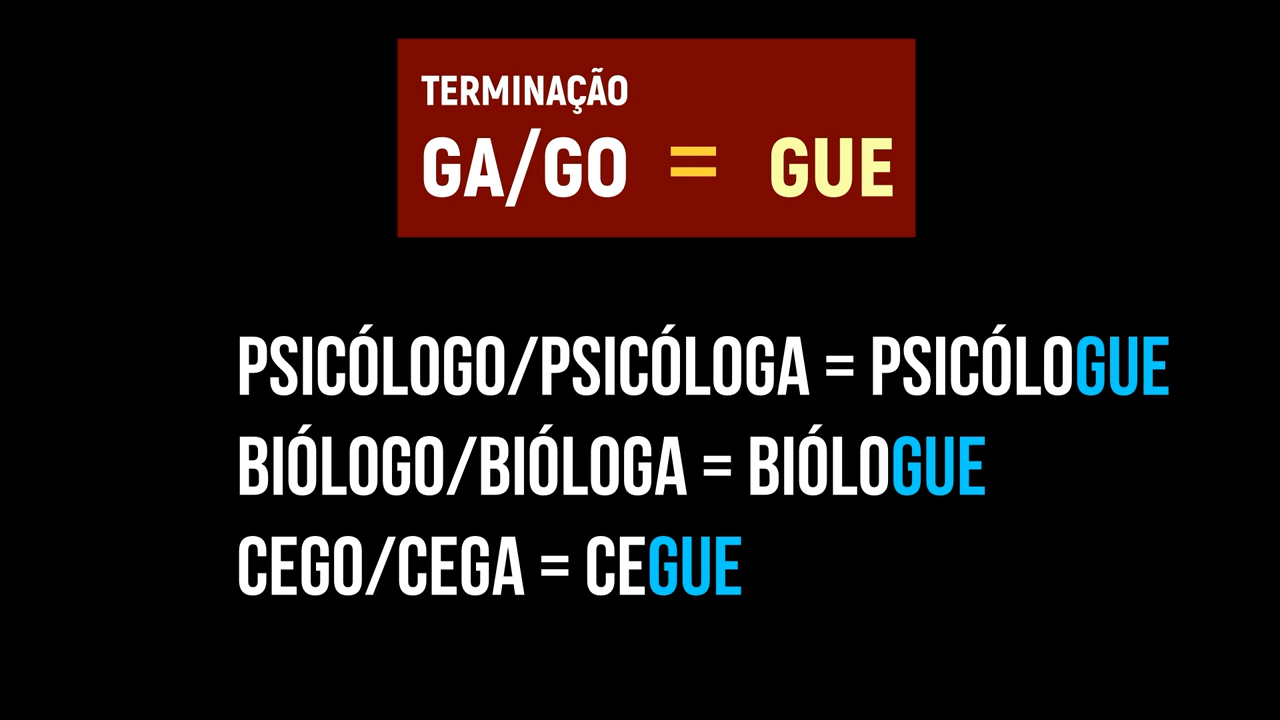 TERMINAÇÃO
GA/GO = GUE
PSICÓLOGO/PSICÓLOGA = PSICÓLOGUE
BIÓLOGO/BIÓLOGA = BIÓLOGUE
CEGO/CEGA = CEGUE